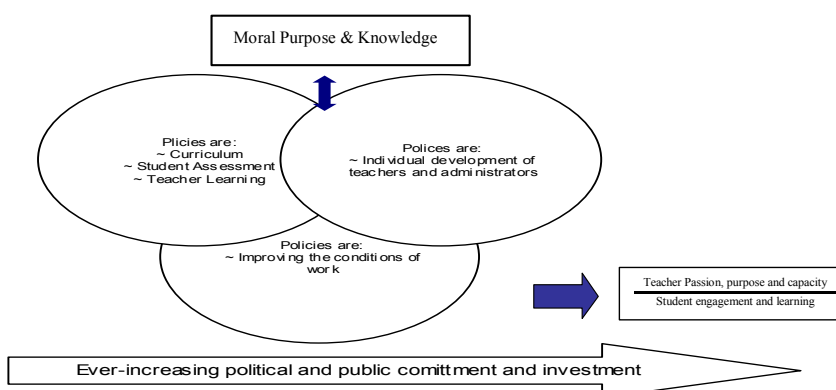 Moral Purpose & Knowledge
Plicies are:
~ Curriculum
~ Student Assessment
~ Teacher Learning
Polices are:
~ Individual development of
teachers and administrators
Policies are:
~ Improving the conditions of
work
Teacher Passion, purpose and capacity
Student engagement and learning
Ever-increasing political and public comittment and investment